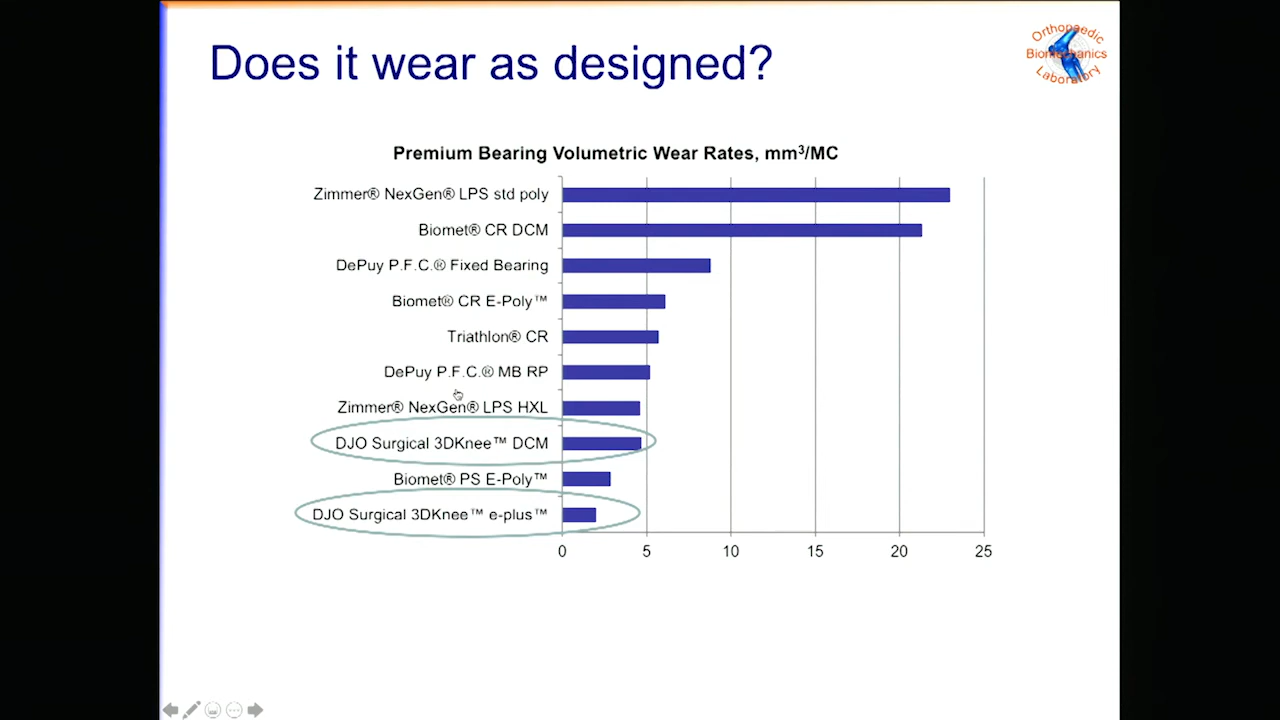 Does it wear as designed?
Orthopaedic
Biomechanics
Laboratory
Premium Bearing Volumetric Wear Rates, mm³/MC
Zimmer® NexGen® LPS std poly
Biomet® CR DCM
DePuy P.F.C.® Fixed Bearing
Biomet® CR E-Poly™
Triathlon® CR
DePuy P.F.C.® MB RP
Zimmer® NexGen® LPS HXL
DJO Surgical 3DKnee™ DCM
Biomet® PS E-Poly™
DJO Surgical 3DKnee™ e-plus™
0 5 10 15 20 25